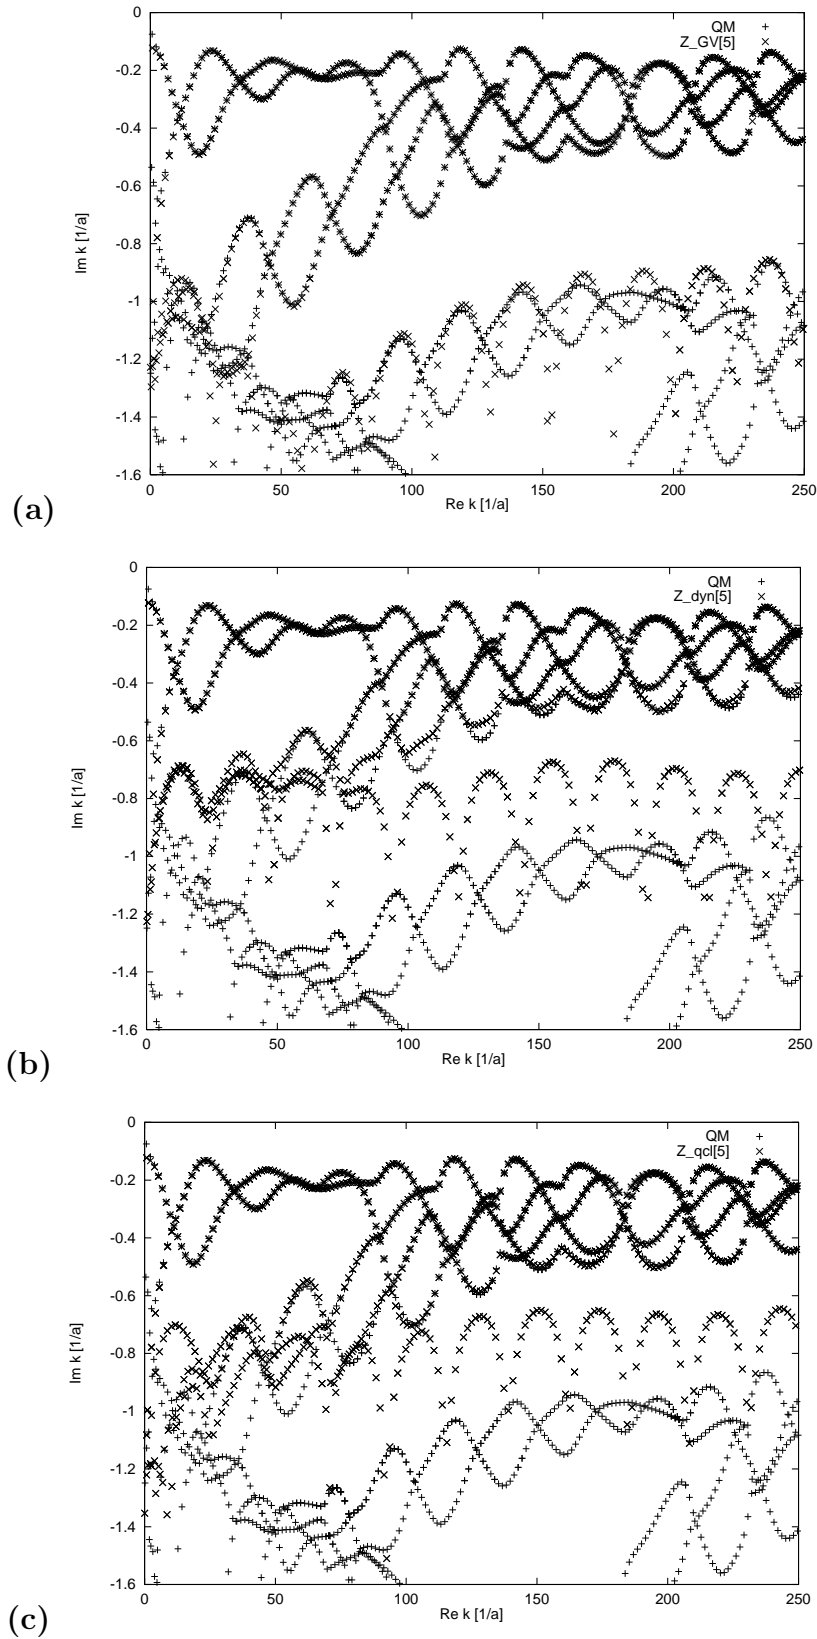 0
-0.2
-0.4
-0.6
-0.8
-1
-1.2
-1.4
-1.6
Im k [1/a]
QM +
Z_GV[5] ×
0 50 100 150 200 250
Re k [1/a]
(a)
0
-0.2
-0.4
-0.6
-0.8
-1
-1.2
-1.4
-1.6
Im k [1/a]
QM +
Z_dyn[5] ×
0 50 100 150 200 250
Re k [1/a]
(b)
0
-0.2
-0.4
-0.6
-0.8
-1
-1.2
-1.4
-1.6
Im k [1/a]
QM +
Z_qcl[5] ×
0 50 100 150 200 250
Re k [1/a]
(c)